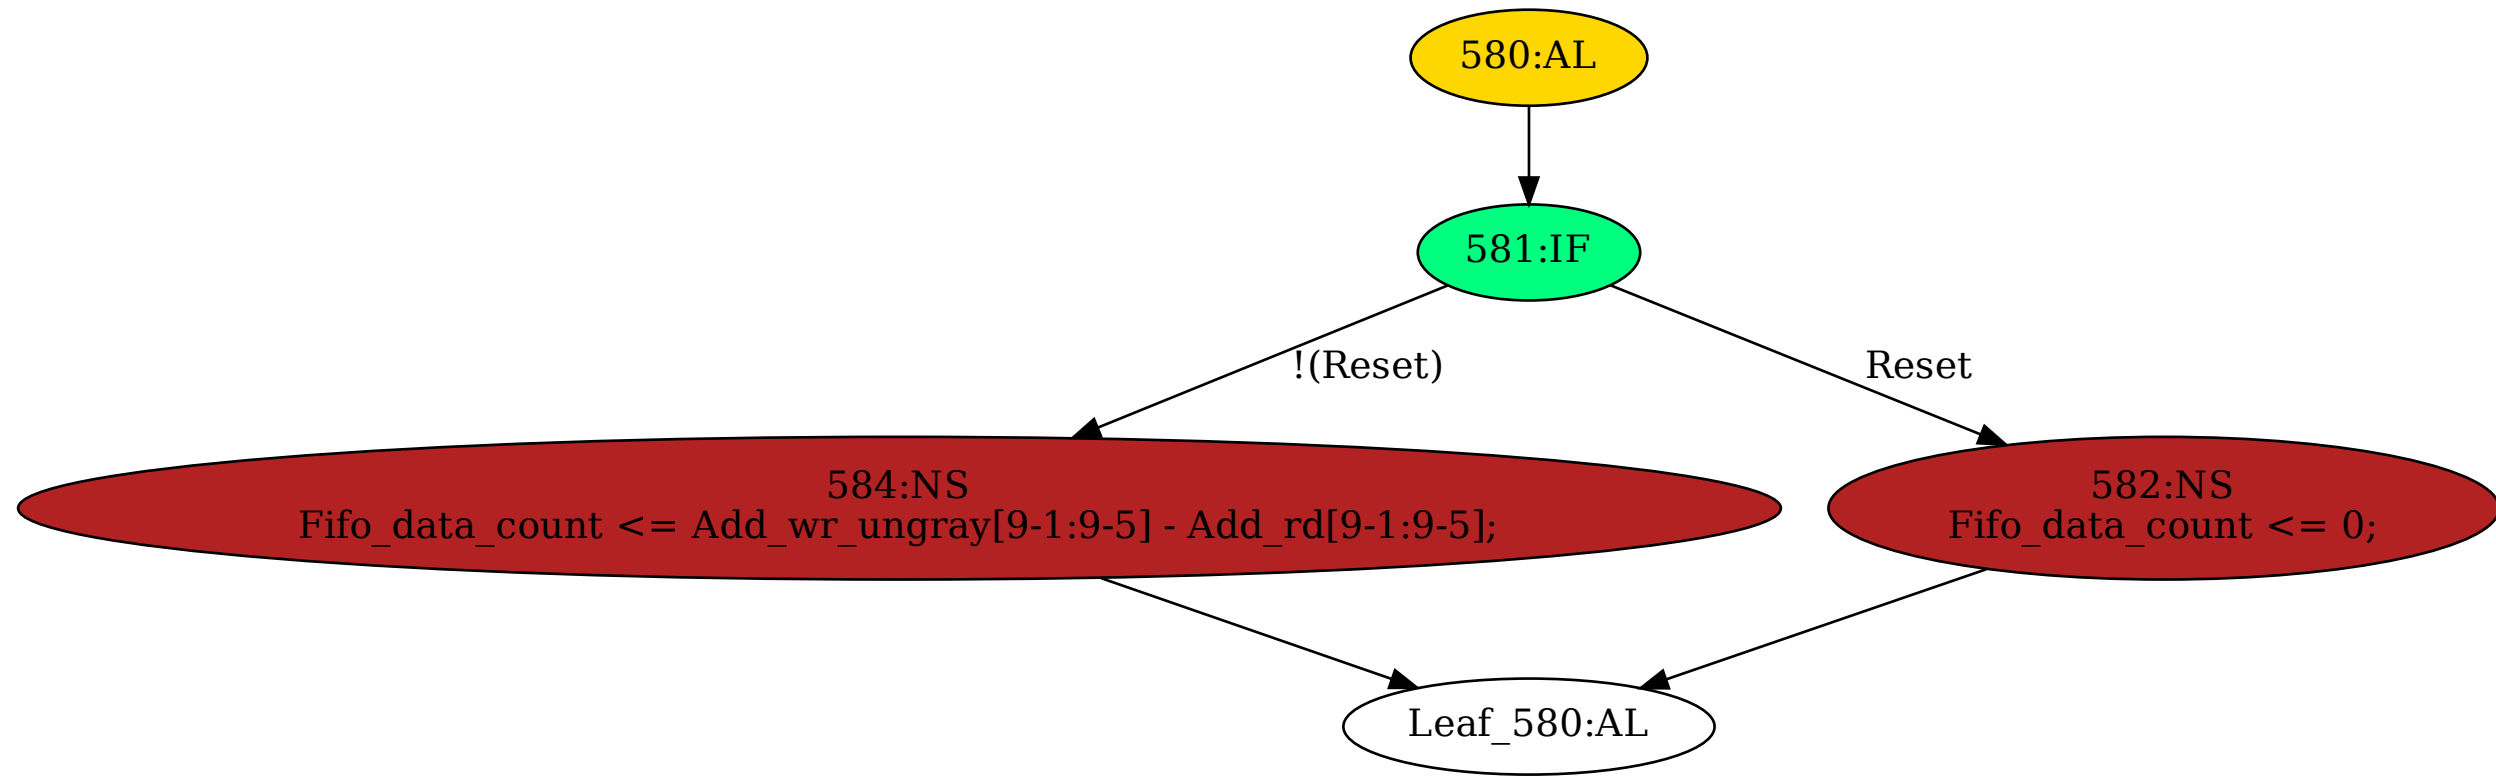 580:AL
581:IF
!(Reset)
Reset
584:NS
Fifo_data_count <= Add_wr_ungray[9-1:9-5] - Add_rd[9-1:9-5];
582:NS
Fifo_data_count <= 0;
Leaf_580:AL